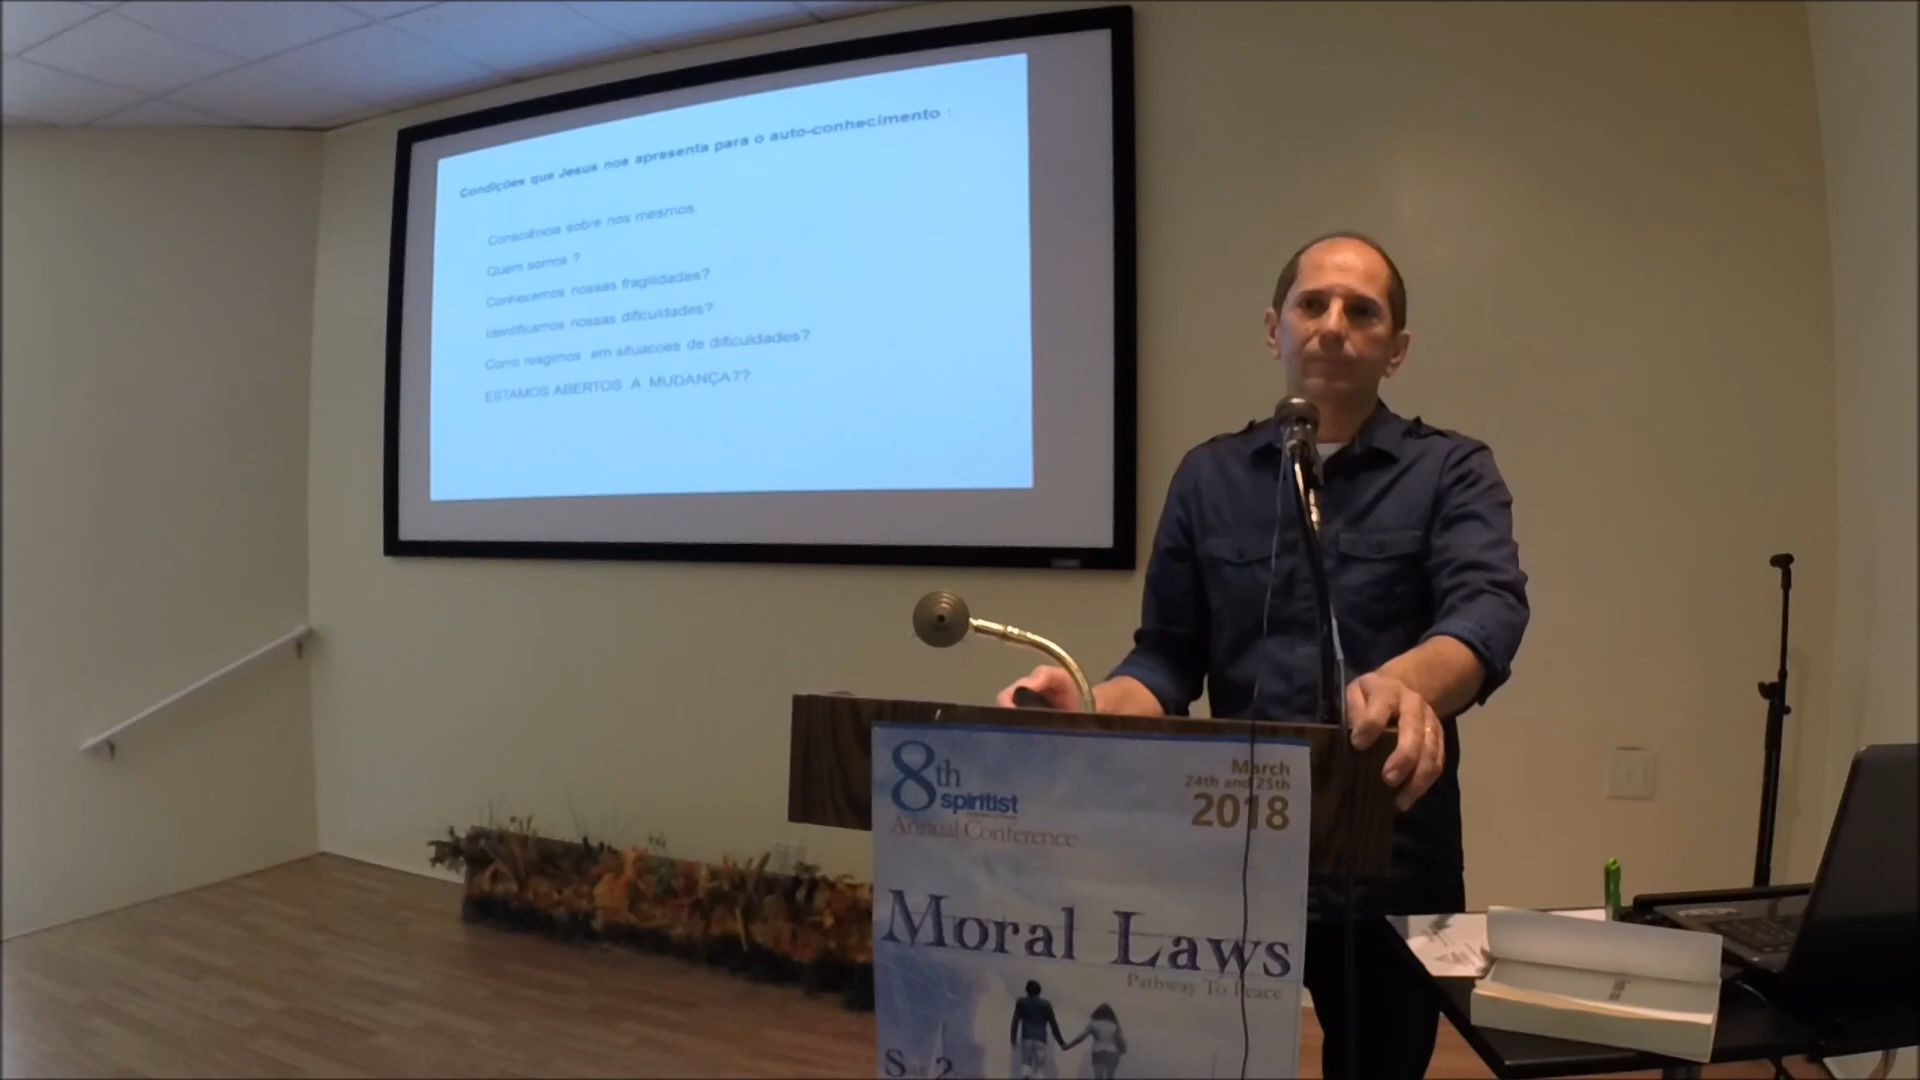 Condições que Jesus nos apresenta para o auto-conhecimento :
Consciência sobre nos mesmos.
Quem somos ?
Conhecemos nossas fragilidades?
Identificamos nossas dificuldades?
Como reagimos em situacoes de dificuldades?
ESTAMOS ABERTOS A MUDANÇA??
8th
spiritist
Annual Conference
March
24th and 25th
2018
Moral Laws
Pathway To Peace